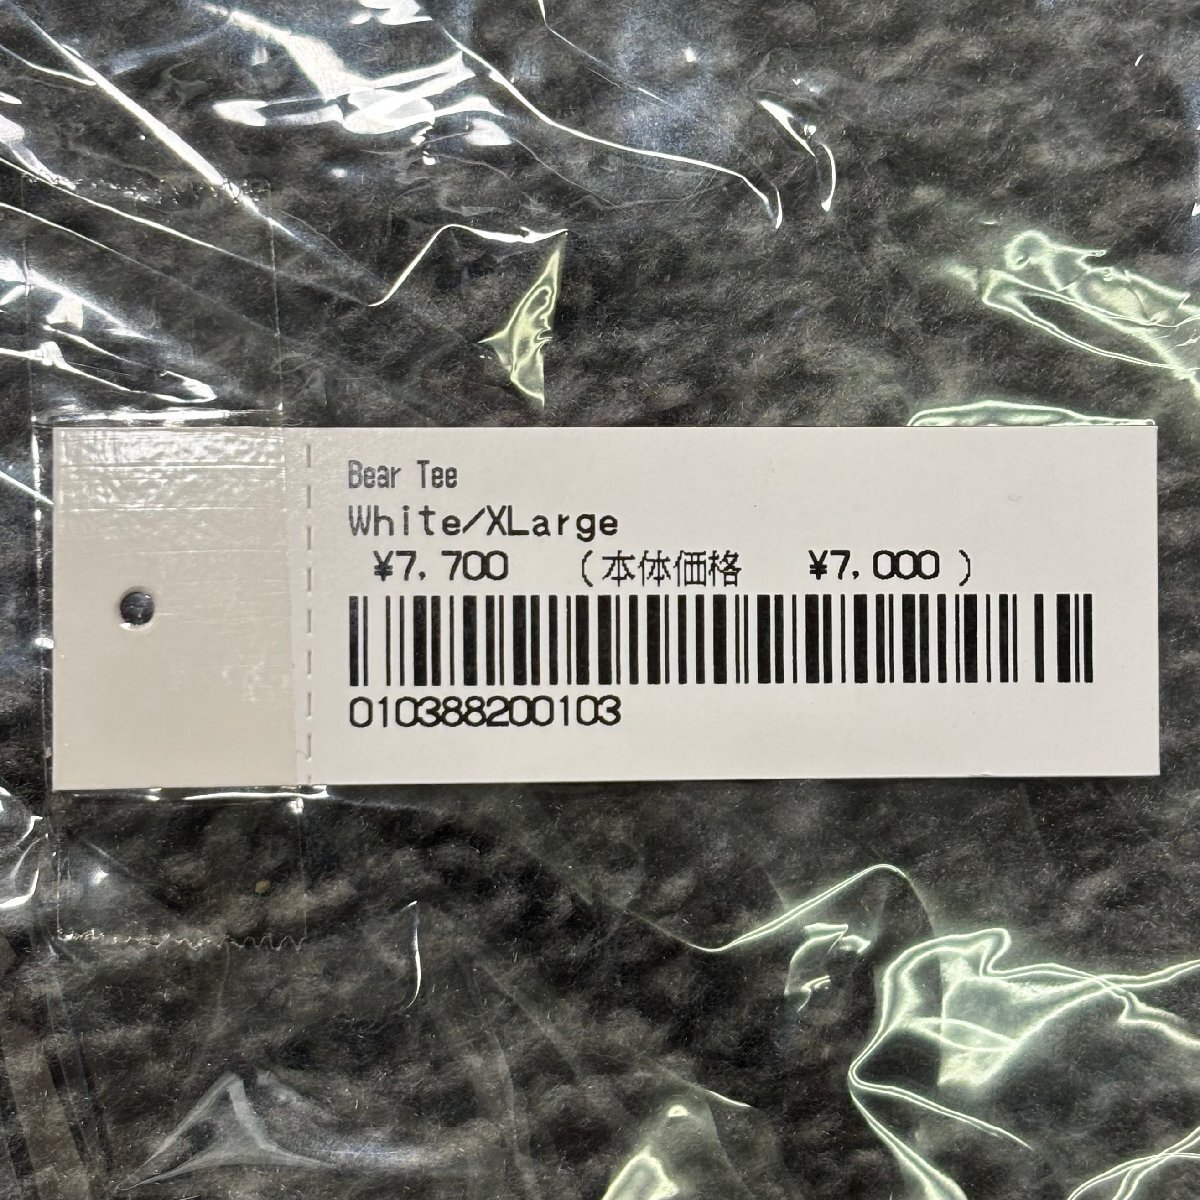 Bear Tee
White/XLarge
¥7,700 (本体価格 ¥7,000)
010388200103